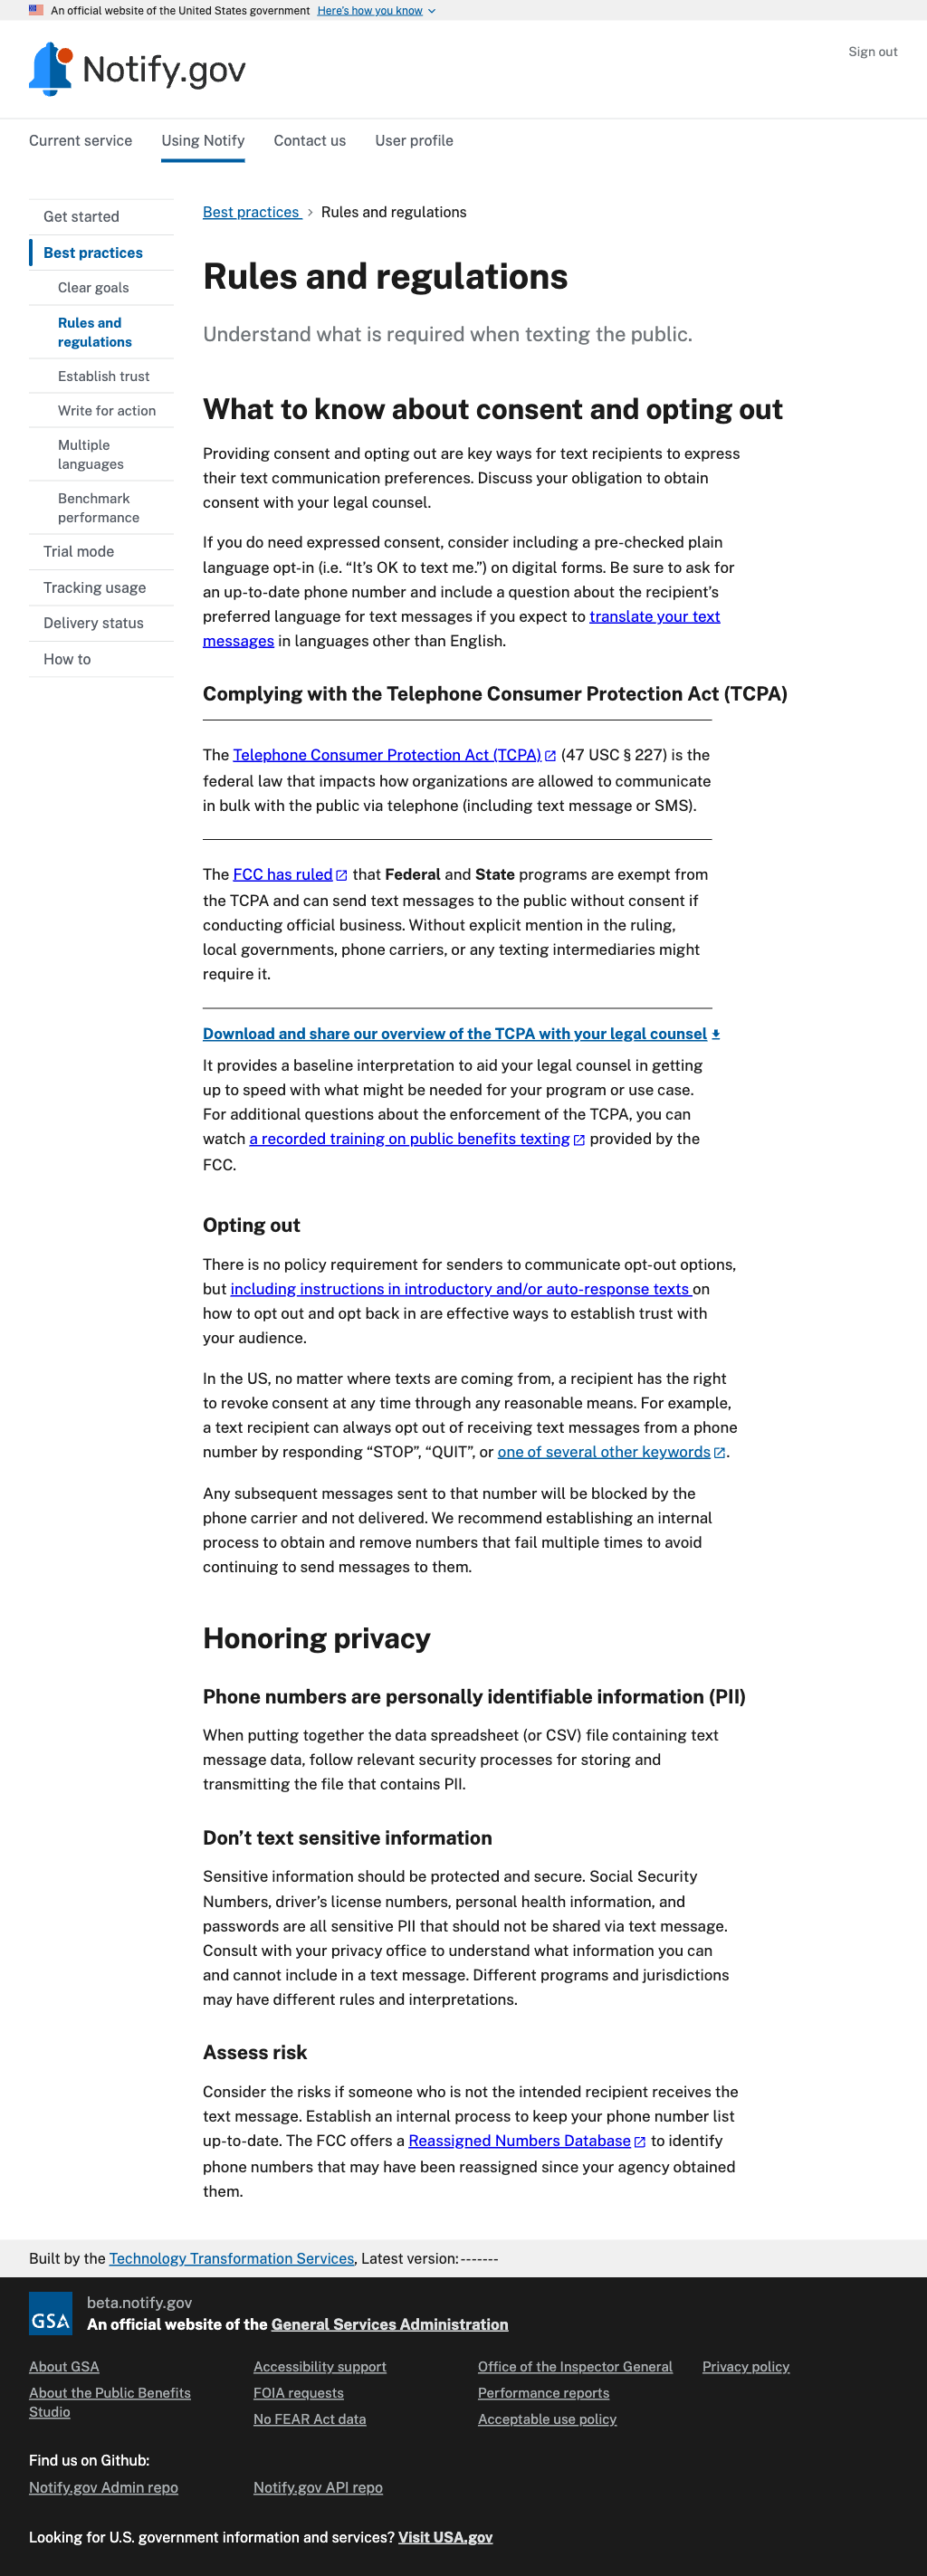 An official website of the United States government Here's how you know
Notify.gov
Sign out
Current service Using Notify Contact us User profile
Get started
Best practices
Clear goals
Rules and
regulations
Establish trust
Write for action
Multiple
languages
Benchmark
performance
Trial mode
Tracking usage
Delivery status
How to
Best practices > Rules and regulations
Rules and regulations
Understand what is required when texting the public.
What to know about consent and opting out
Providing consent and opting out are key ways for text recipients to express
their text communication preferences. Discuss your obligation to obtain
consent with your legal counsel.
If you do need expressed consent, consider including a pre-checked plain
language opt-in (i.e. “It’s OK to text me.”) on digital forms. Be sure to ask for
an up-to-date phone number and include a question about the recipient's
preferred language for text messages if you expect to translate your text
messages in languages other than English.
Complying with the Telephone Consumer Protection Act (TCPA)
The Telephone Consumer Protection Act (TCPA) (47 USC § 227) is the
federal law that impacts how organizations are allowed to communicate
in bulk with the public via telephone (including text message or SMS).
The FCC has ruled that Federal and State programs are exempt from
the TCPA and can send text messages to the public without consent if
conducting official business. Without explicit mention in the ruling,
local governments, phone carriers, or any texting intermediaries might
require it.
Download and share our overview of the TCPA with your legal counsel
It provides a baseline interpretation to aid your legal counsel in getting
up to speed with what might be needed for your program or use case.
For additional questions about the enforcement of the TCPA, you can
watch a recorded training on public benefits texting provided by the
FCC.
Opting out
There is no policy requirement for senders to communicate opt-out options,
but including instructions in introductory and/or auto-response texts on
how to opt out and opt back in are effective ways to establish trust with
your audience.
In the US, no matter where texts are coming from, a recipient has the right
to revoke consent at any time through any reasonable means. For example,
a text recipient can always opt out of receiving text messages from a phone
number by responding “STOP”, “QUIT”, or one of several other keywords.
Any subsequent messages sent to that number will be blocked by the
phone carrier and not delivered. We recommend establishing an internal
process to obtain and remove numbers that fail multiple times to avoid
continuing to send messages to them.
Honoring privacy
Phone numbers are personally identifiable information (PII)
When putting together the data spreadsheet (or CSV) file containing text
message data, follow relevant security processes for storing and
transmitting the file that contains PII.
Don’t text sensitive information
Sensitive information should be protected and secure. Social Security
Numbers, driver’s license numbers, personal health information, and
passwords are all sensitive PII that should not be shared via text message.
Consult with your privacy office to understand what information you can
and cannot include in a text message. Different programs and jurisdictions
may have different rules and interpretations.
Assess risk
Consider the risks if someone who is not the intended recipient receives the
text message. Establish an internal process to keep your phone number list
up-to-date. The FCC offers a Reassigned Numbers Database to identify
phone numbers that may have been reassigned since your agency obtained
them.
Built by the Technology Transformation Services, Latest version:-------
GSA
beta.notify.gov
An official website of the General Services Administration
About GSA
About the Public Benefits
Studio
Accessibility support
FOIA requests
No FEAR Act data
Office of the Inspector General
Performance reports
Acceptable use policy
Privacy policy
Find us on Github:
Notify.gov Admin repo Notify.gov API repo
Looking for U.S. government information and services? Visit USA.gov